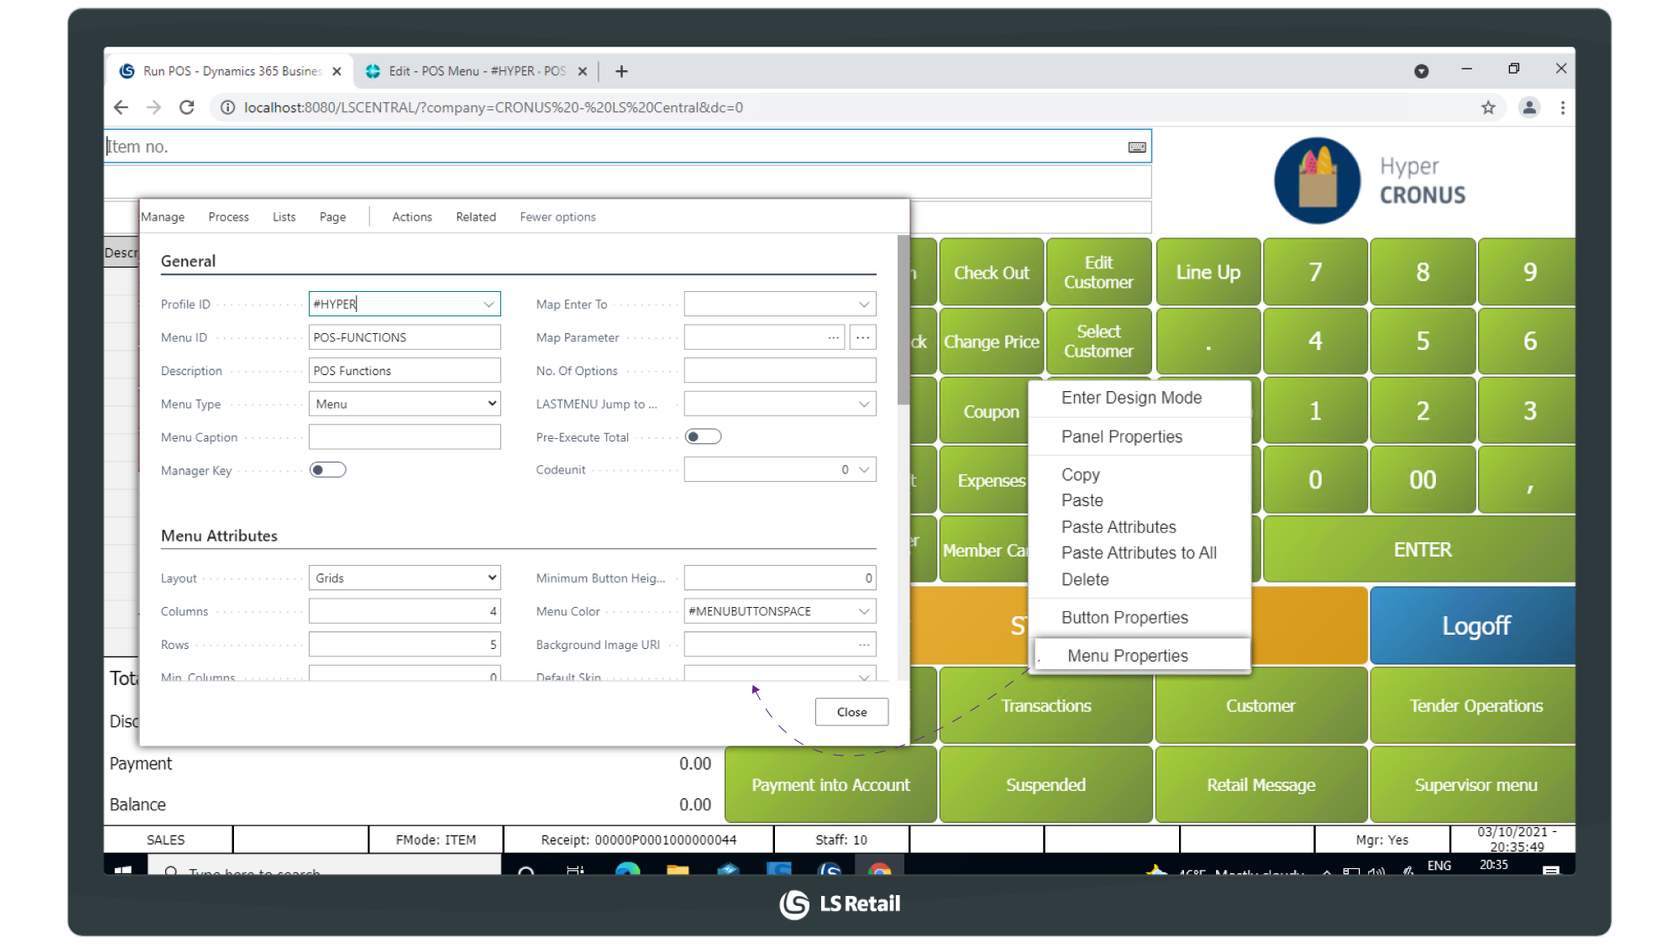 Run POS - Dynamics 365 Busines
Edit - POS Menu - #HYPER - POS
localhost:8080/LSCENTRAL/?company=CRONUS%20-%20LS%20Central&dc=0
Item no.
Hyper
CRONUS
Manage Process Lists Page Actions Related Fewer options
Descr
General
Profile ID #HYPER
Map Enter To
Menu ID POS-FUNCTIONS
Map Parameter
Description POS Functions
No. Of Options
Menu Type Menu
LASTMENU Jump to ...
Menu Caption
Pre-Execute Total
Manager Key
Codeunit 0
Menu Attributes
Layout Grids
Minimum Button Heig... 0
Columns 4
Menu Color #MENUBUTTONSPACE
Rows 5
Background Image URI
Min. Columns 0
Default Skin
Close
Check Out
Edit
Customer
Line Up
7
8
9
Change Price
Select
Customer
.
4
5
6
Coupon
1
2
3
Expenses
0
00
,
Member Ca
ENTER
Enter Design Mode
Panel Properties
Copy
Paste
Paste Attributes
Paste Attributes to All
Delete
Button Properties
Menu Properties
Logoff
Transactions
Customer
Tender Operations
Payment into Account
Suspended
Retail Message
Supervisor menu
Tota
Disc
Payment 0.00
Balance 0.00
SALES
FMode: ITEM
Receipt: 00000P0001000000044
Staff: 10
Mgr: Yes
03/10/2021 -
20:35:49
Type here to search
46°F Mostly cloudy
ENG
20:35
LS Retail